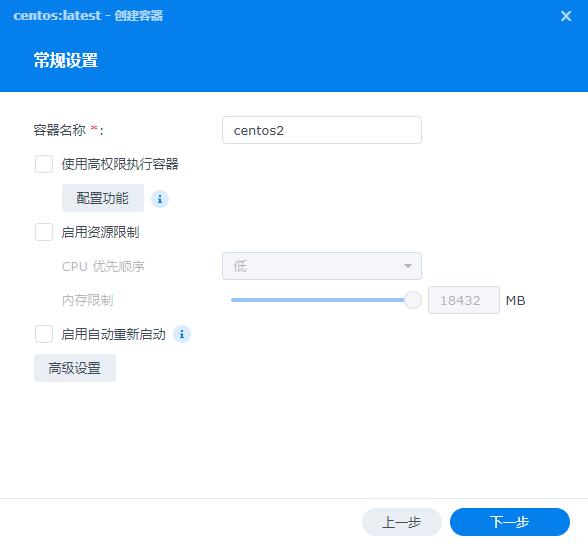 centos:latest - 创建容器
常规设置
容器名称 *:
centos2
使用高权限执行容器
配置功能
启用资源限制
CPU 优先顺序
低
内存限制
18432 MB
启用自动重新启动
高级设置
上一步
下一步